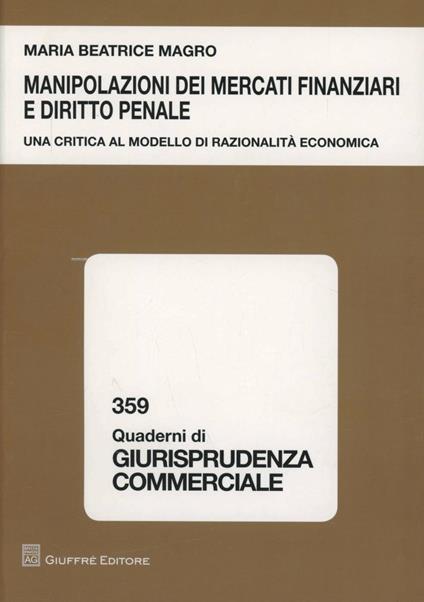 MARIA BEATRICE MAGRO
MANIPOLAZIONI DEI MERCATI FINANZIARI
E DIRITTO PENALE
UNA CRITICA AL MODELLO DI RAZIONALITÀ ECONOMICA
359
Quaderni di
GIURISPRUDENZA
COMMERCIALE
AG
GIUFFRÈ EDITORE